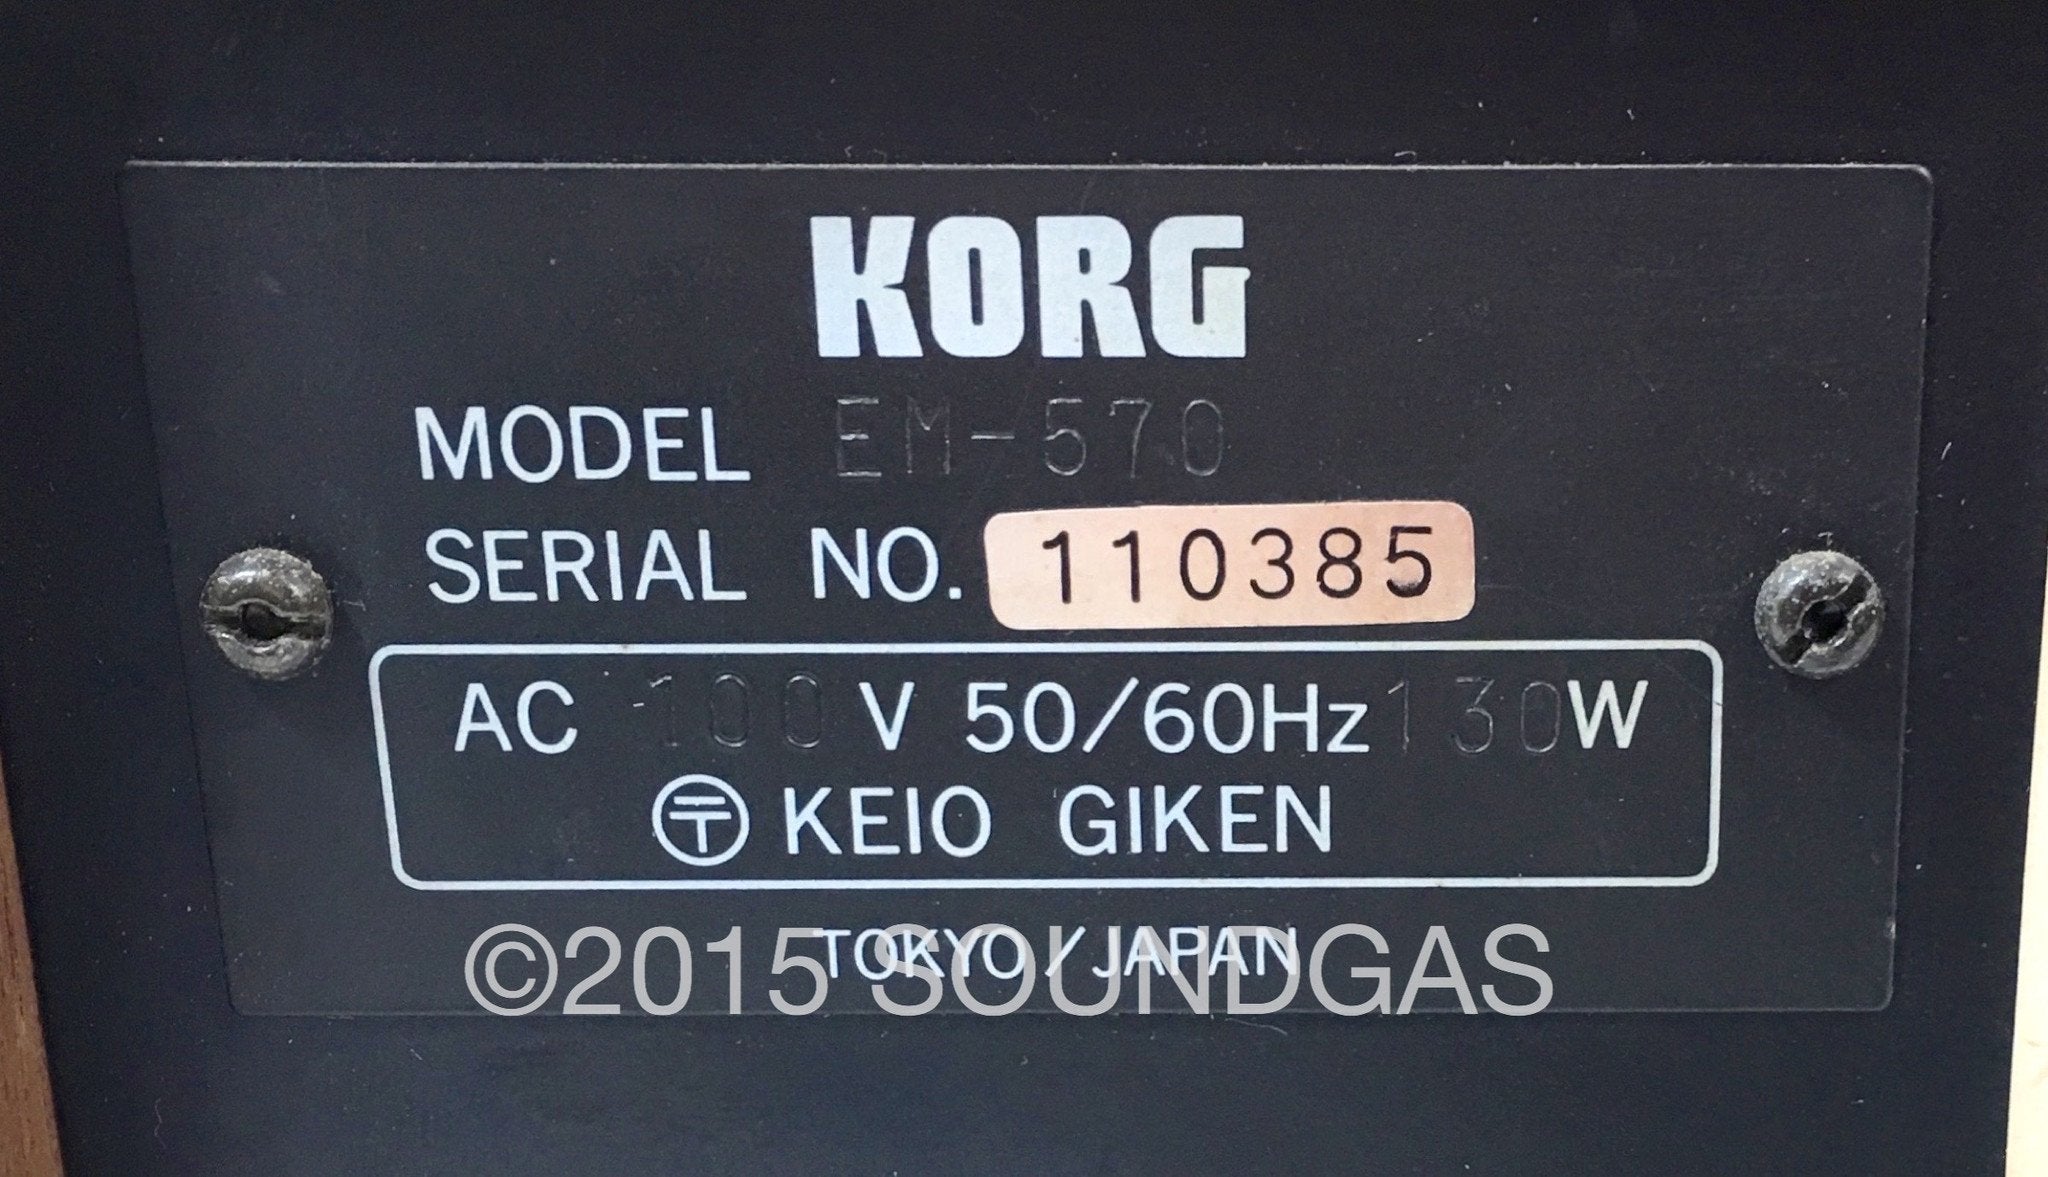 KORG
MODEL EM-570
SERIAL NO. 110385
AC 100 V 50/60Hz 130W
〶 KEIO GIKEN
TOKYO/JAPAN
©2015 SOUNDGAS